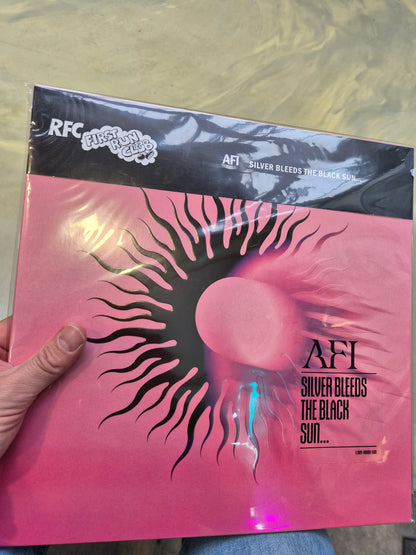 RFC
FIRST
RUN
CLUB
AFI SILVER BLEEDS THE BLACK SUN...
AFI
SILVER BLEEDS
THE BLACK
SUN...